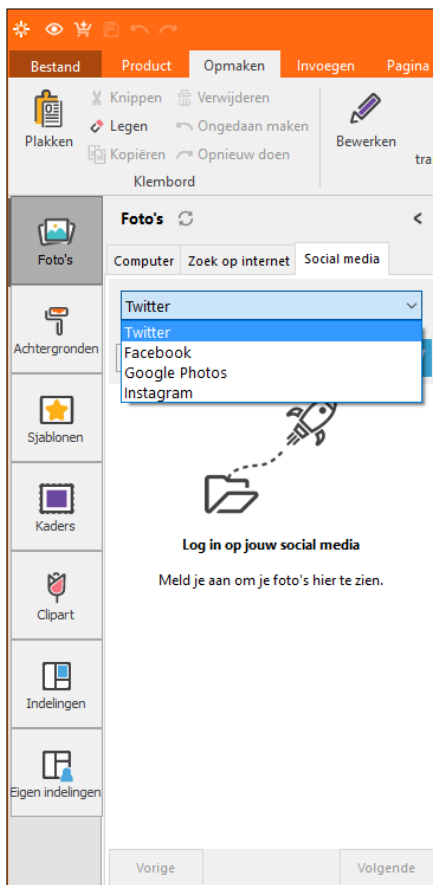 Bestand Product Opmaken Invoegen Pagina
Plakken
Knippen Verwijderen
Legen Ongedaan maken
Kopiëren Opnieuw doen
Klembord
Bewerken
tra
Foto's
Foto's
Computer Zoek op internet Social media
Twitter
Twitter
Facebook
Google Photos
Instagram
Log in op jouw social media
Meld je aan om je foto's hier te zien.
Achtergronden
Sjablonen
Kaders
Clipart
Indelingen
Eigen indelingen
Vorige Volgende